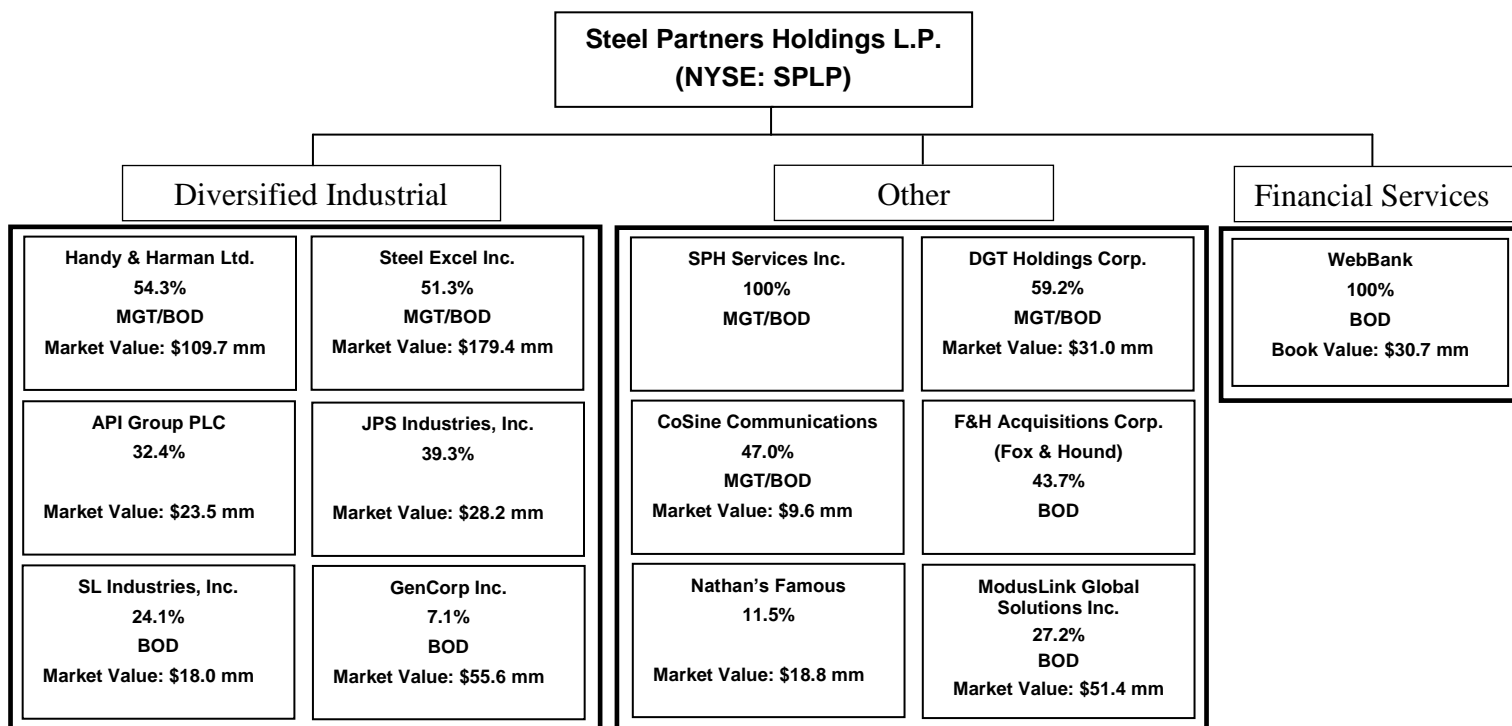 Steel Partners Holdings L.P.
(NYSE: SPLP)
Diversified Industrial
Handy & Harman Ltd.
54.3%
MGT/BOD
Market Value: $109.7 mm
Steel Excel Inc.
51.3%
MGT/BOD
Market Value: $179.4 mm
API Group PLC
32.4%
Market Value: $23.5 mm
JPS Industries, Inc.
39.3%
Market Value: $28.2 mm
SL Industries, Inc.
24.1%
BOD
Market Value: $18.0 mm
GenCorp Inc.
7.1%
BOD
Market Value: $55.6 mm
Other
SPH Services Inc.
100%
MGT/BOD
DGT Holdings Corp.
59.2%
MGT/BOD
Market Value: $31.0 mm
CoSine Communications
47.0%
MGT/BOD
Market Value: $9.6 mm
F&H Acquisitions Corp.
(Fox & Hound)
43.7%
BOD
Nathan’s Famous
11.5%
Market Value: $18.8 mm
ModusLink Global
Solutions Inc.
27.2%
BOD
Market Value: $51.4 mm
Financial Services
WebBank
100%
BOD
Book Value: $30.7 mm